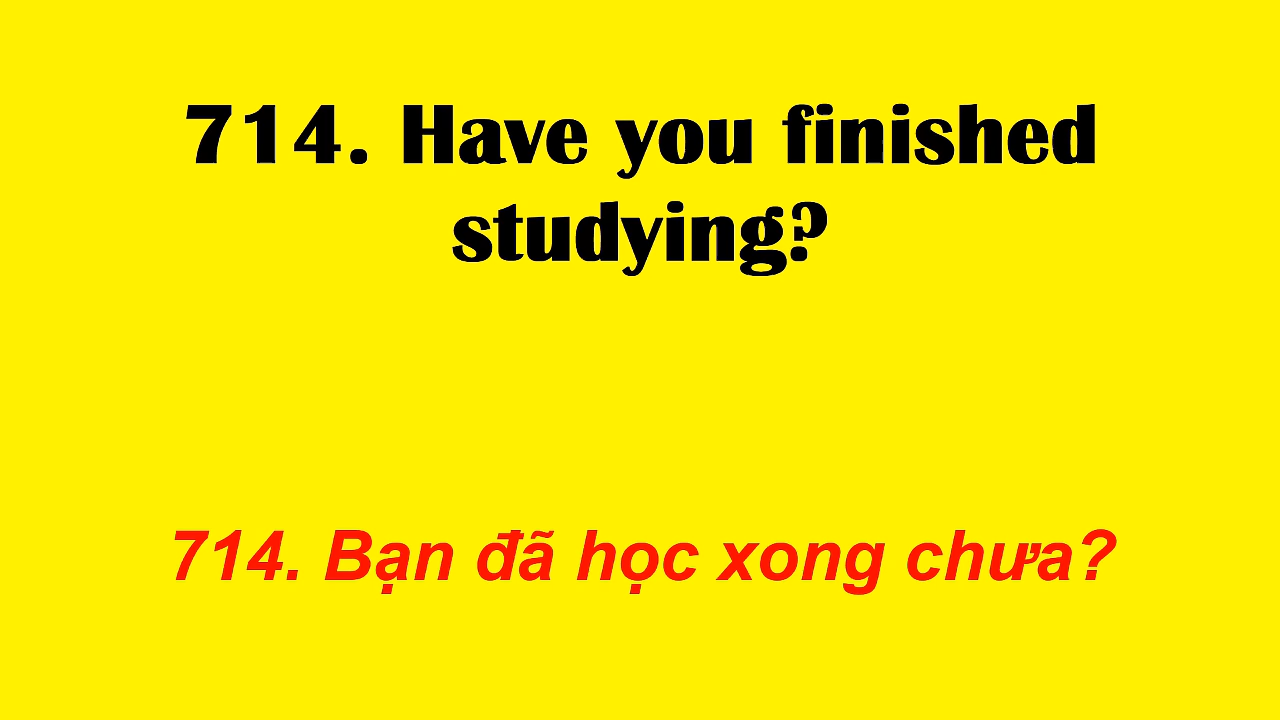 714. Have you finished
studying?
714. Bạn đã học xong chưa?